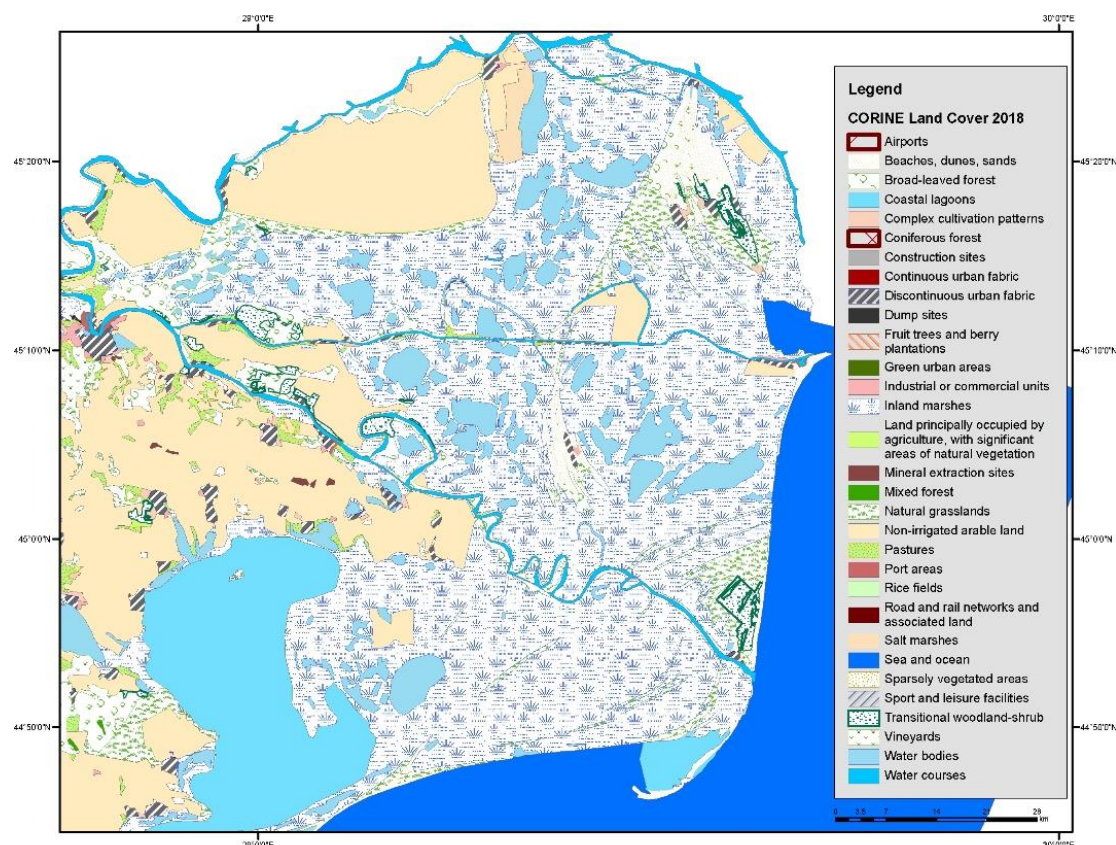 29°0'0"E
30°0'0"E
45°20'0"N
45°20'0"N
45°10'0"N
45°10'0"N
45°0'0"N
45°0'0"N
44°50'0"N
44°50'0"N
Legend
CORINE Land Cover 2018
Airports
Beaches, dunes, sands
Broad-leaved forest
Coastal lagoons
Complex cultivation patterns
Coniferous forest
Construction sites
Continuous urban fabric
Discontinuous urban fabric
Dump sites
Fruit trees and berry
plantations
Green urban areas
Industrial or commercial units
Inland marshes
Land principally occupied by
agriculture, with significant
areas of natural vegetation
Mineral extraction sites
Mixed forest
Natural grasslands
Non-irrigated arable land
Pastures
Port areas
Rice fields
Road and rail networks and
associated land
Salt marshes
Sea and ocean
Sparsely vegetated areas
Sport and leisure facilities
Transitional woodland-shrub
Vineyards
Water bodies
Water courses
0 3.5 7 14 21 28
km